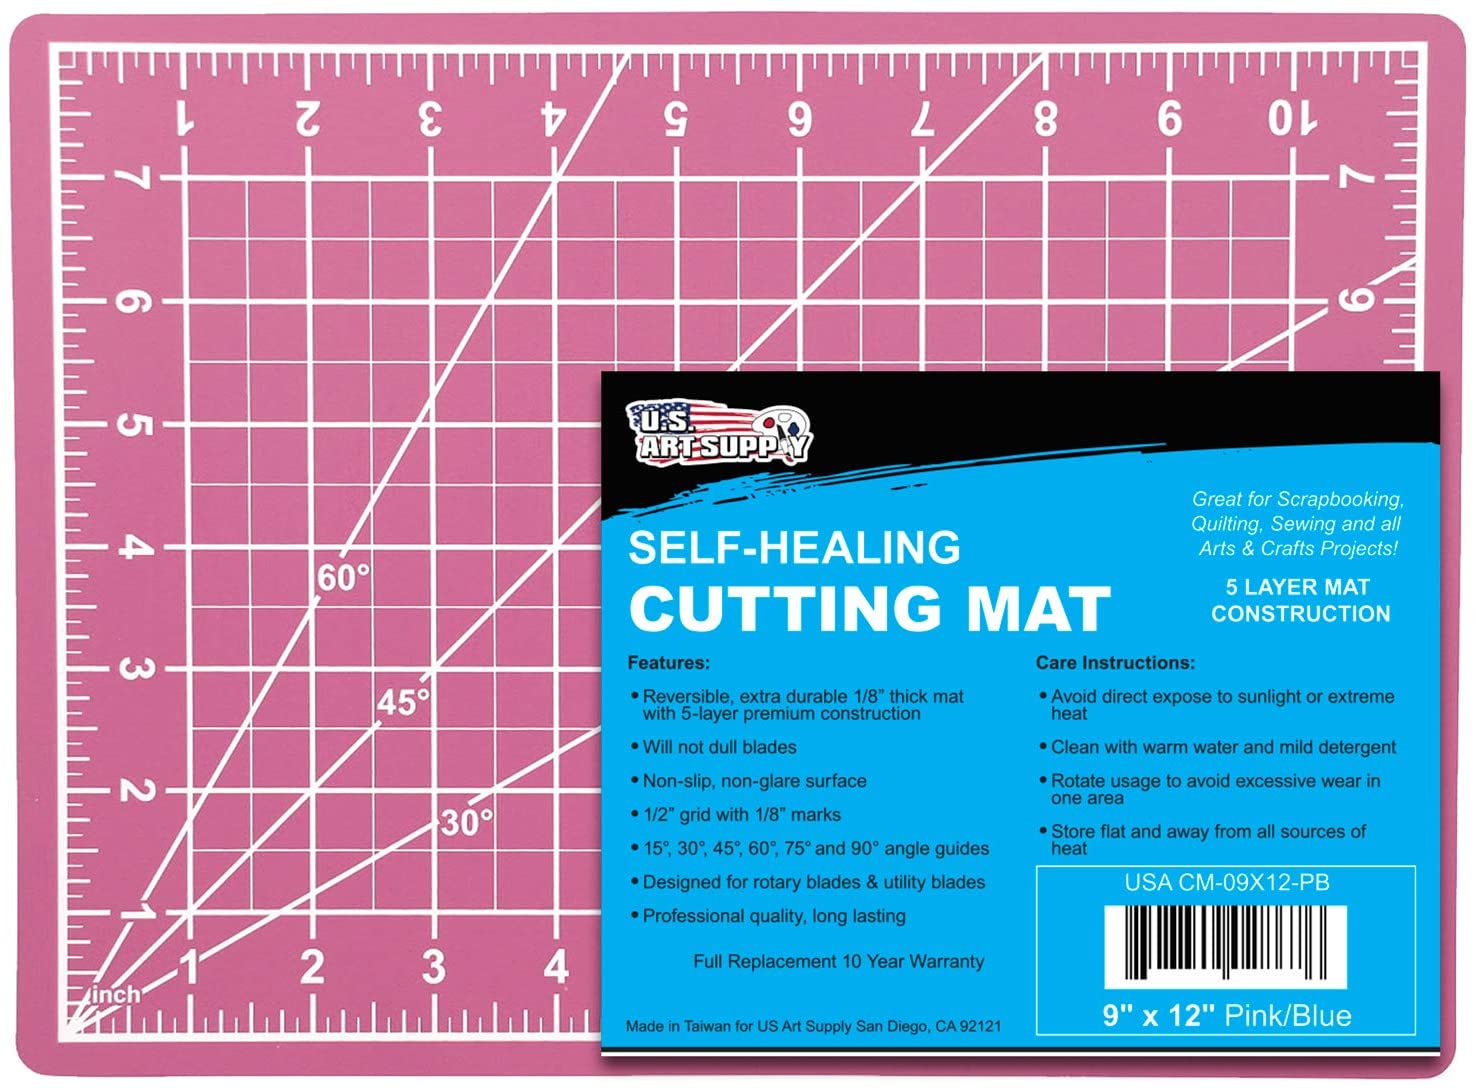 1 2 3 4 5 6 7 8 9 10
7 7
6 6
5
4
3
2
1
60°
45°
30°
1 2 3 4
inch
U.S.
ART SUPPLY
Great for Scrapbooking,
Quilting, Sewing and all
Arts & Crafts Projects!
SELF-HEALING
CUTTING MAT
5 LAYER MAT
CONSTRUCTION
Features:
• Reversible, extra durable 1/8” thick mat
with 5-layer premium construction
• Will not dull blades
• Non-slip, non-glare surface
• 1/2” grid with 1/8” marks
• 15°, 30°, 45°, 60°, 75° and 90° angle guides
• Designed for rotary blades & utility blades
• Professional quality, long lasting
Full Replacement 10 Year Warranty
Made in Taiwan for US Art Supply San Diego, CA 92121
Care Instructions:
• Avoid direct expose to sunlight or extreme
heat
• Clean with warm water and mild detergent
• Rotate usage to avoid excessive wear in
one area
• Store flat and away from all sources of
heat
USA CM-09X12-PB
9" x 12" Pink/Blue